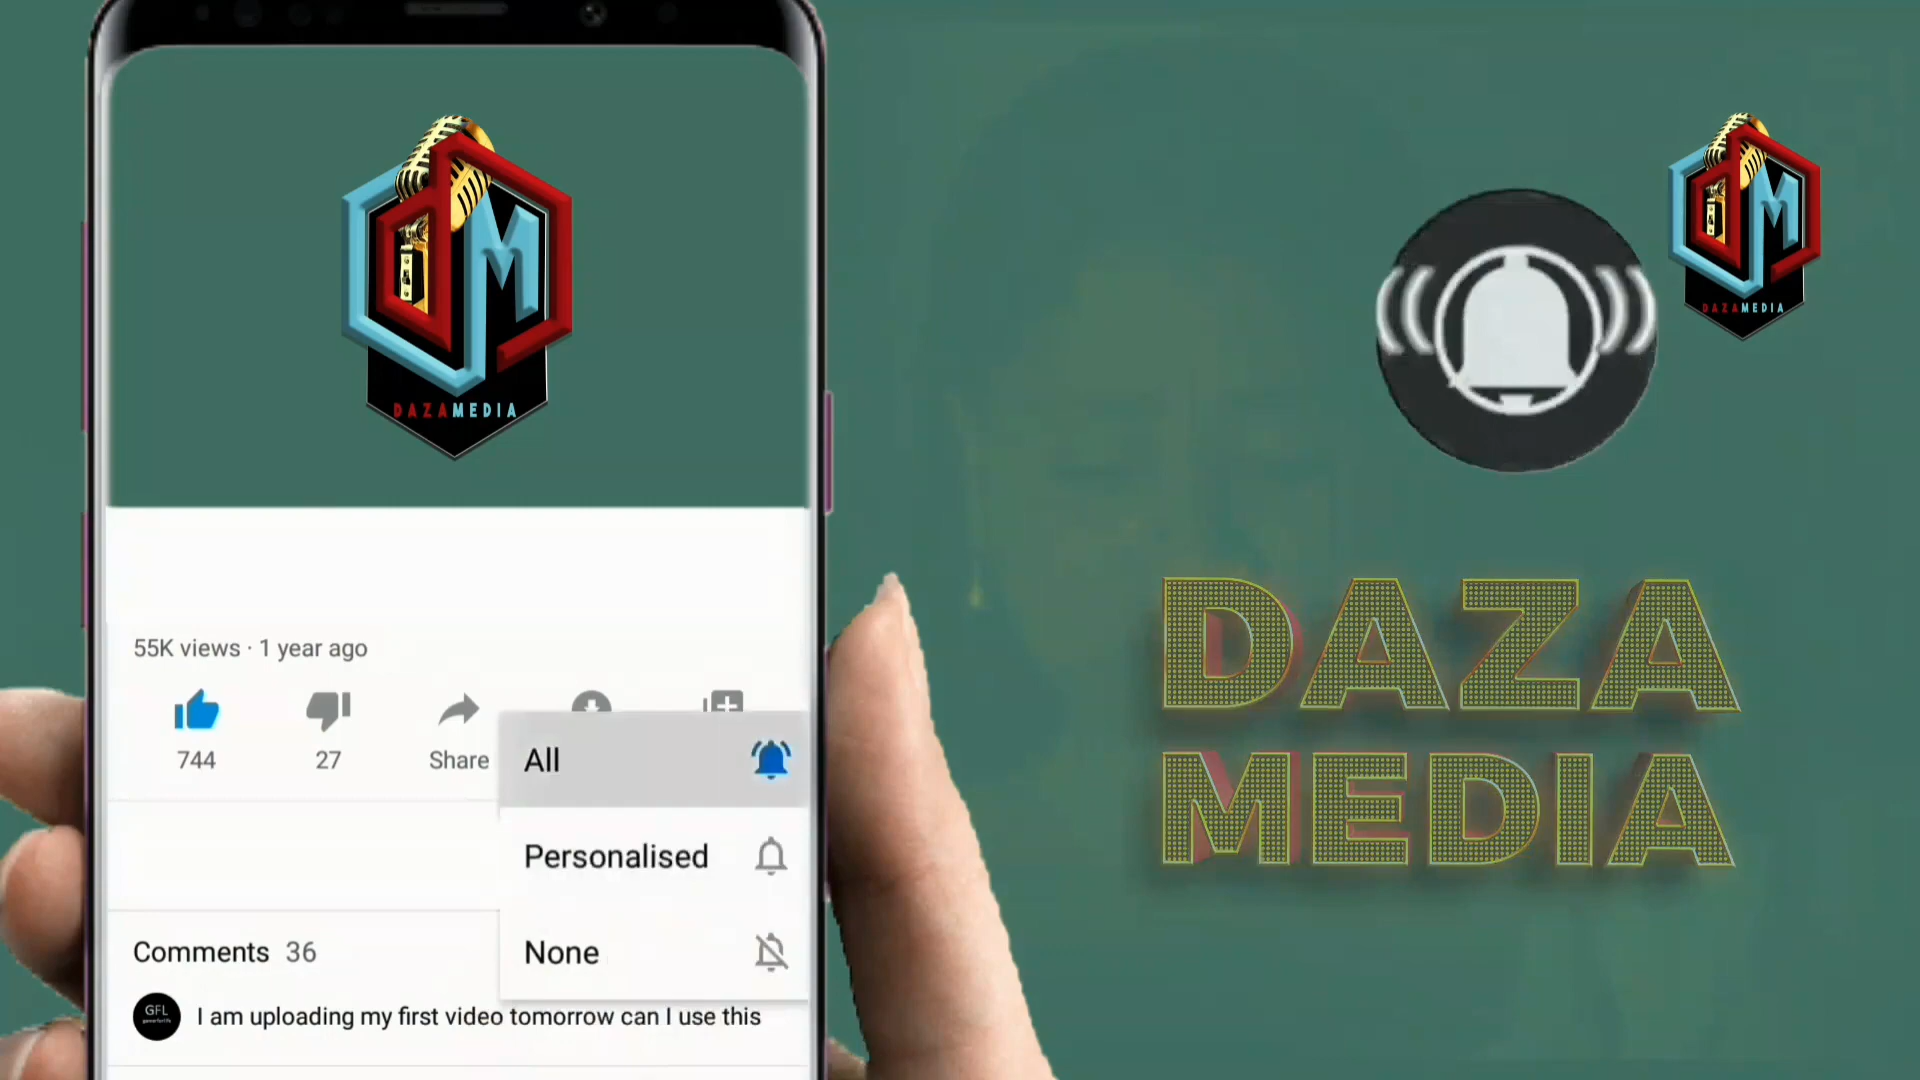 DAZAMEDIA
55K views · 1 year ago
744
27
Share
All
Personalised
None
Comments 36
GFL
I am uploading my first video tomorrow can I use this
DAZAMEDIA
DAZA
MEDIA